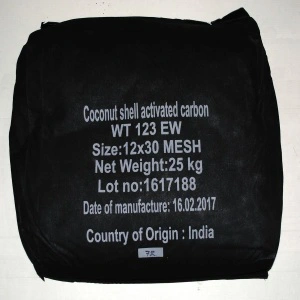 Coconut shell activated carbon
WT 123 EW
Size:12x30 MESH
Net Weight:25 kg
Lot no:1617188
Date of manufacture: 16.02.2017
Country of Origin : India